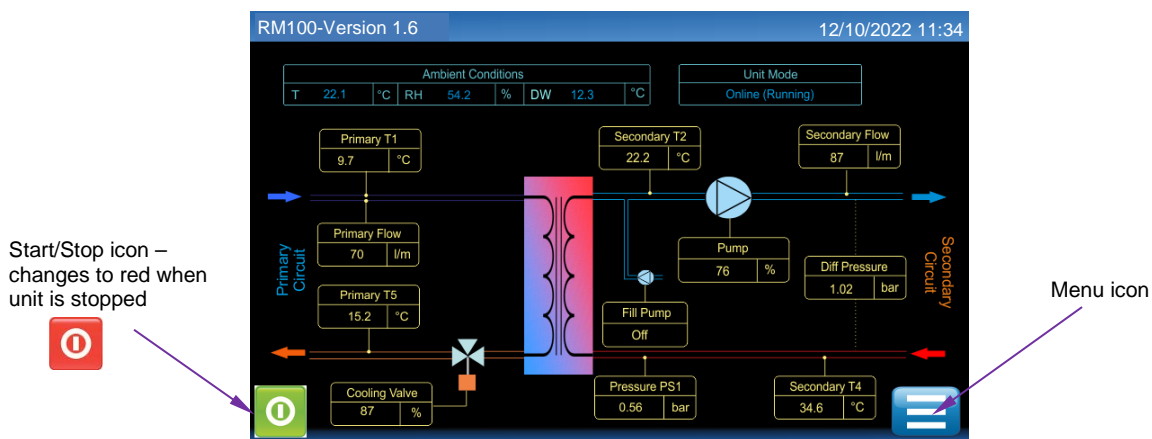 RM100-Version 1.6
12/10/2022 11:34
Ambient Conditions
T 22.1 °C RH 54.2 % DW 12.3 °C
Unit Mode
Online (Running)
Primary T1
9.7 °C
Secondary T2
22.2 °C
Secondary Flow
87 l/m
Primary Flow
70 l/m
Primary
Circuit
Pump
76 %
Diff Pressure
1.02 bar
Secondary
Circuit
Start/Stop icon –
changes to red when
unit is stopped
Menu icon
Primary T5
15.2 °C
Fill Pump
Off
Cooling Valve
87 %
Pressure PS1
0.56 bar
Secondary T4
34.6 °C